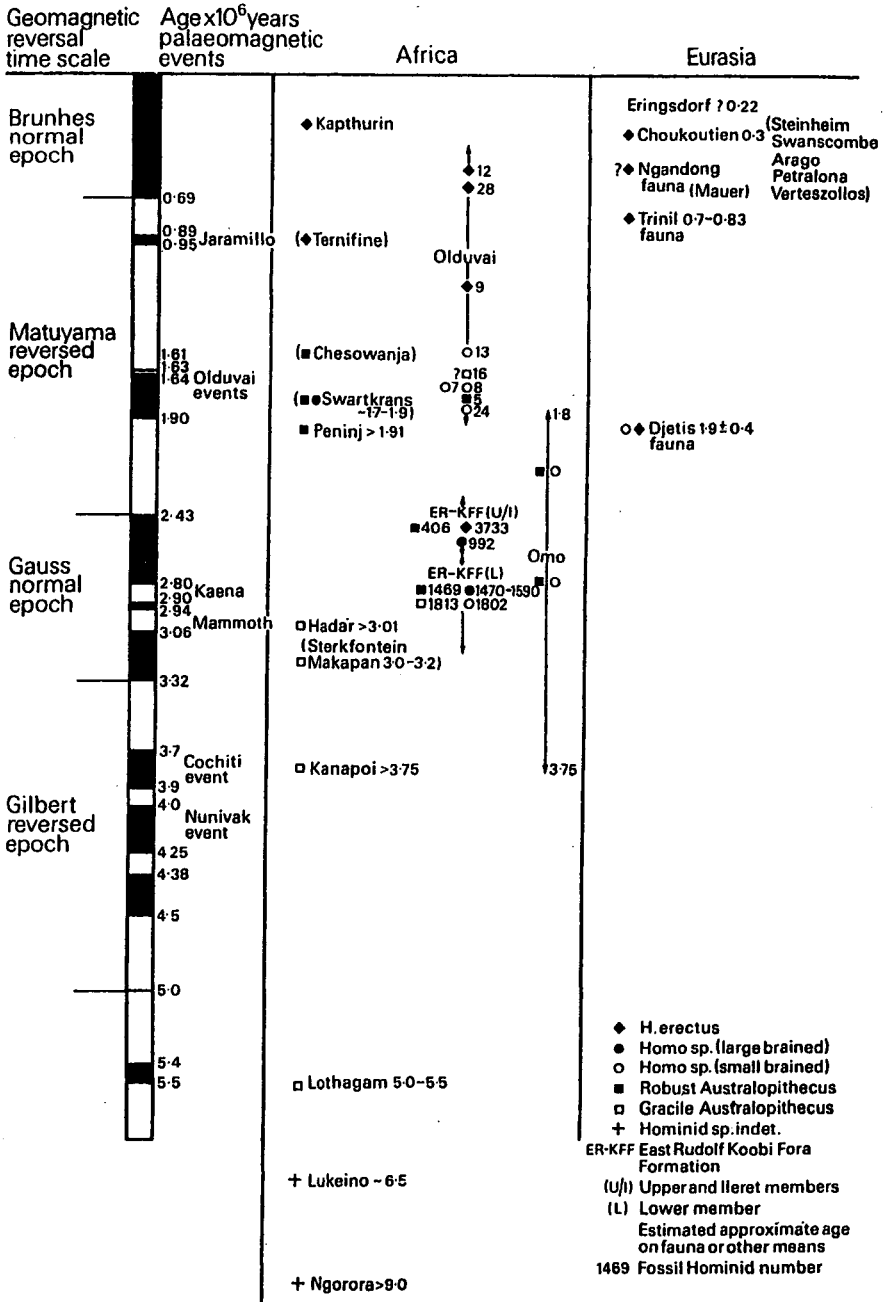 Geomagnetic
reversal
time scale
Age x10⁶ years
palaeomagnetic
events
Africa
Eurasia
Brunhes
normal
epoch
Matuyama
reversed
epoch
Gauss
normal
epoch
Gilbert
reversed
epoch
0·69
0·89
0·95 Jaramillo
1·61
1·63
1·64 Olduvai
events
1·90
2·43
2·80
2·90 Kaena
2·94
3·06 Mammoth
3·32
3·7
Cochiti
event
3·9
4·0
Nunivak
event
4 25
4·38
4·5
5·0
5·4
5·5
◆ Kapthurin
◆ 12
◆ 28
(◆ Ternifine)
Olduvai
◆ 9
(■ Chesowanja)
○ 13
?□ 16
○ 7 ○ 8
■ 5
○ 24
(■ ● Swartkrans
~1·7-1·9)
■ Peninj > 1·91
1·8
■ ○
ER-KFF (U/I)
■ 406 ◆ 3733
● 992
Omo
■ ○
ER-KFF (L)
■ 1469 ● 1470-1590
□ 1813 ○ 1802
□ Hadar >3·01
(Sterkfontein
□ Makapan 3·0-3·2)
□ Kanapoi >3·75
3·75
□ Lothagam 5·0-5·5
+ Lukeino ~ 6·5
+ Ngorora>9·0
Eringsdorf ? 0·22
◆ Choukoutien 0·3
?◆ Ngandong
fauna (Mauer)
(Steinheim
Swanscombe
Arago
Petralona
Verteszollos)
◆ Trinil 0·7-0·83
fauna
○ ◆ Djetis 1·9±0·4
fauna
◆ H. erectus
● Homo sp. (large brained)
○ Homo sp. (small brained)
■ Robust Australopithecus
□ Gracile Australopithecus
+ Hominid sp. indet.
ER-KFF East Rudolf Koobi Fora
Formation
(U/I) Upper and Ileret members
(L) Lower member
Estimated approximate age
on fauna or other means
1469 Fossil Hominid number